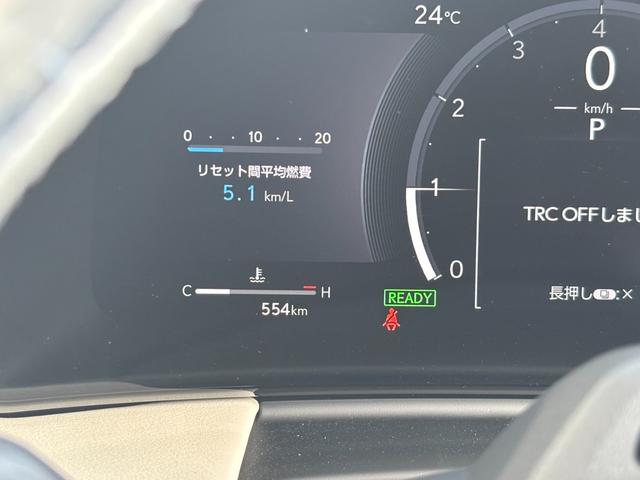 24℃
0 10 20
リセット間平均燃費
5.1 km/L
C H
554km
READY
0
1
2
3
4
0
km/h
P
TRC OFFしまし
長押し:×